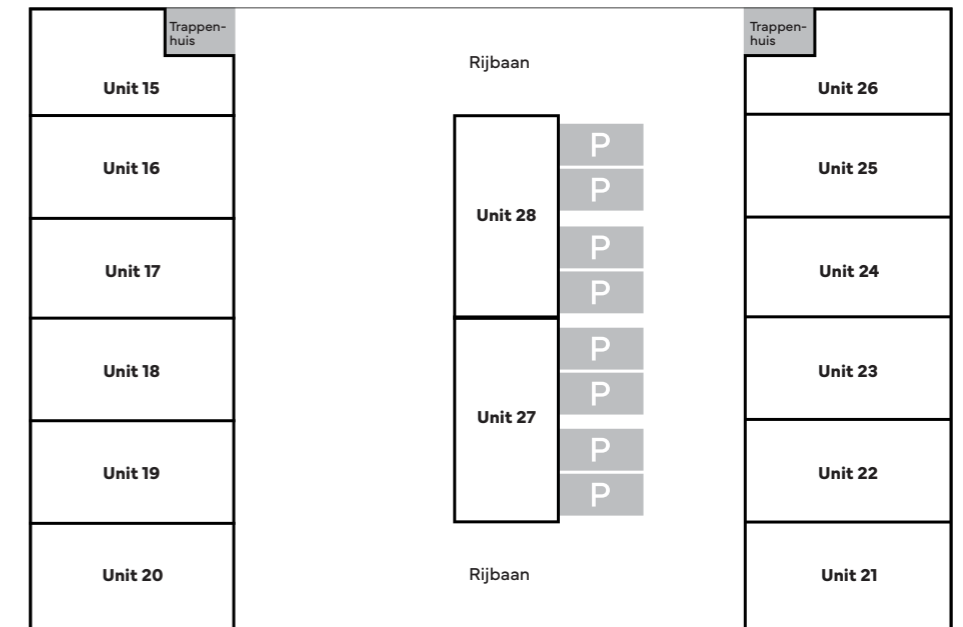 Trappen-
huis
Trappen-
huis
Rijbaan
Unit 15
Unit 26
P
Unit 16
Unit 25
P
Unit 28
P
Unit 17
Unit 24
P
P
Unit 18
Unit 23
P
Unit 27
P
Unit 19
Unit 22
P
Unit 20
Rijbaan
Unit 21